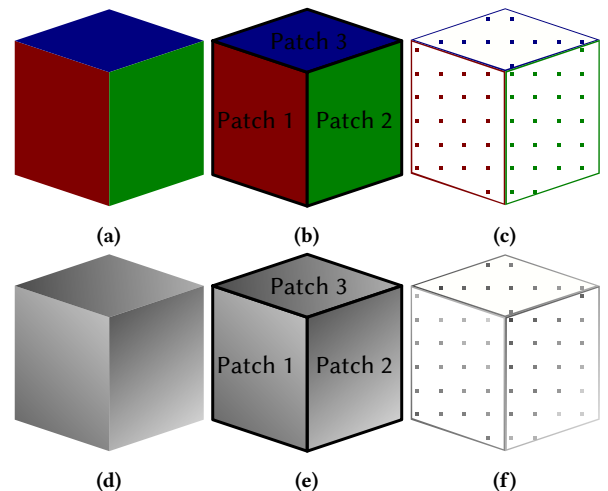 Patch 3
Patch 1
Patch 2
(a)
(b)
(c)
Patch 3
Patch 1
Patch 2
(d)
(e)
(f)